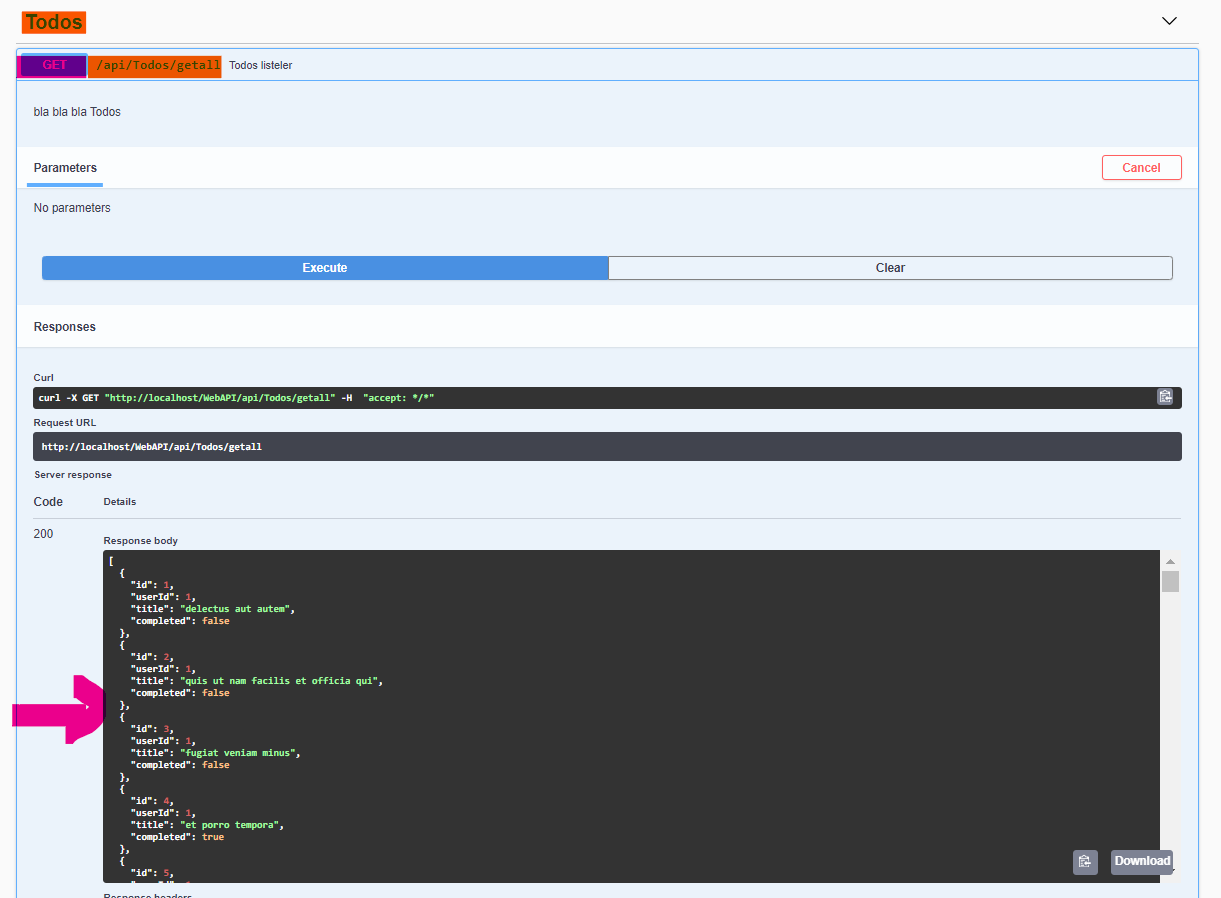 Todos
GET /api/Todos/getall Todos listeler
bla bla bla Todos
Parameters
Cancel
No parameters
Execute
Clear
Responses
Curl
curl -X GET "http://localhost/WebAPI/api/Todos/getall" -H  "accept: */*"
Request URL
http://localhost/WebAPI/api/Todos/getall
Server response
Code
Details
200
Response body
[
  {
    "id": 1,
    "userId": 1,
    "title": "delectus aut autem",
    "completed": false
  },
  {
    "id": 2,
    "userId": 1,
    "title": "quis ut nam facilis et officia qui",
    "completed": false
  },
  {
    "id": 3,
    "userId": 1,
    "title": "fugiat veniam minus",
    "completed": false
  },
  {
    "id": 4,
    "userId": 1,
    "title": "et porro tempora",
    "completed": true
  },
  {
    "id": 5,
Download
Response headers